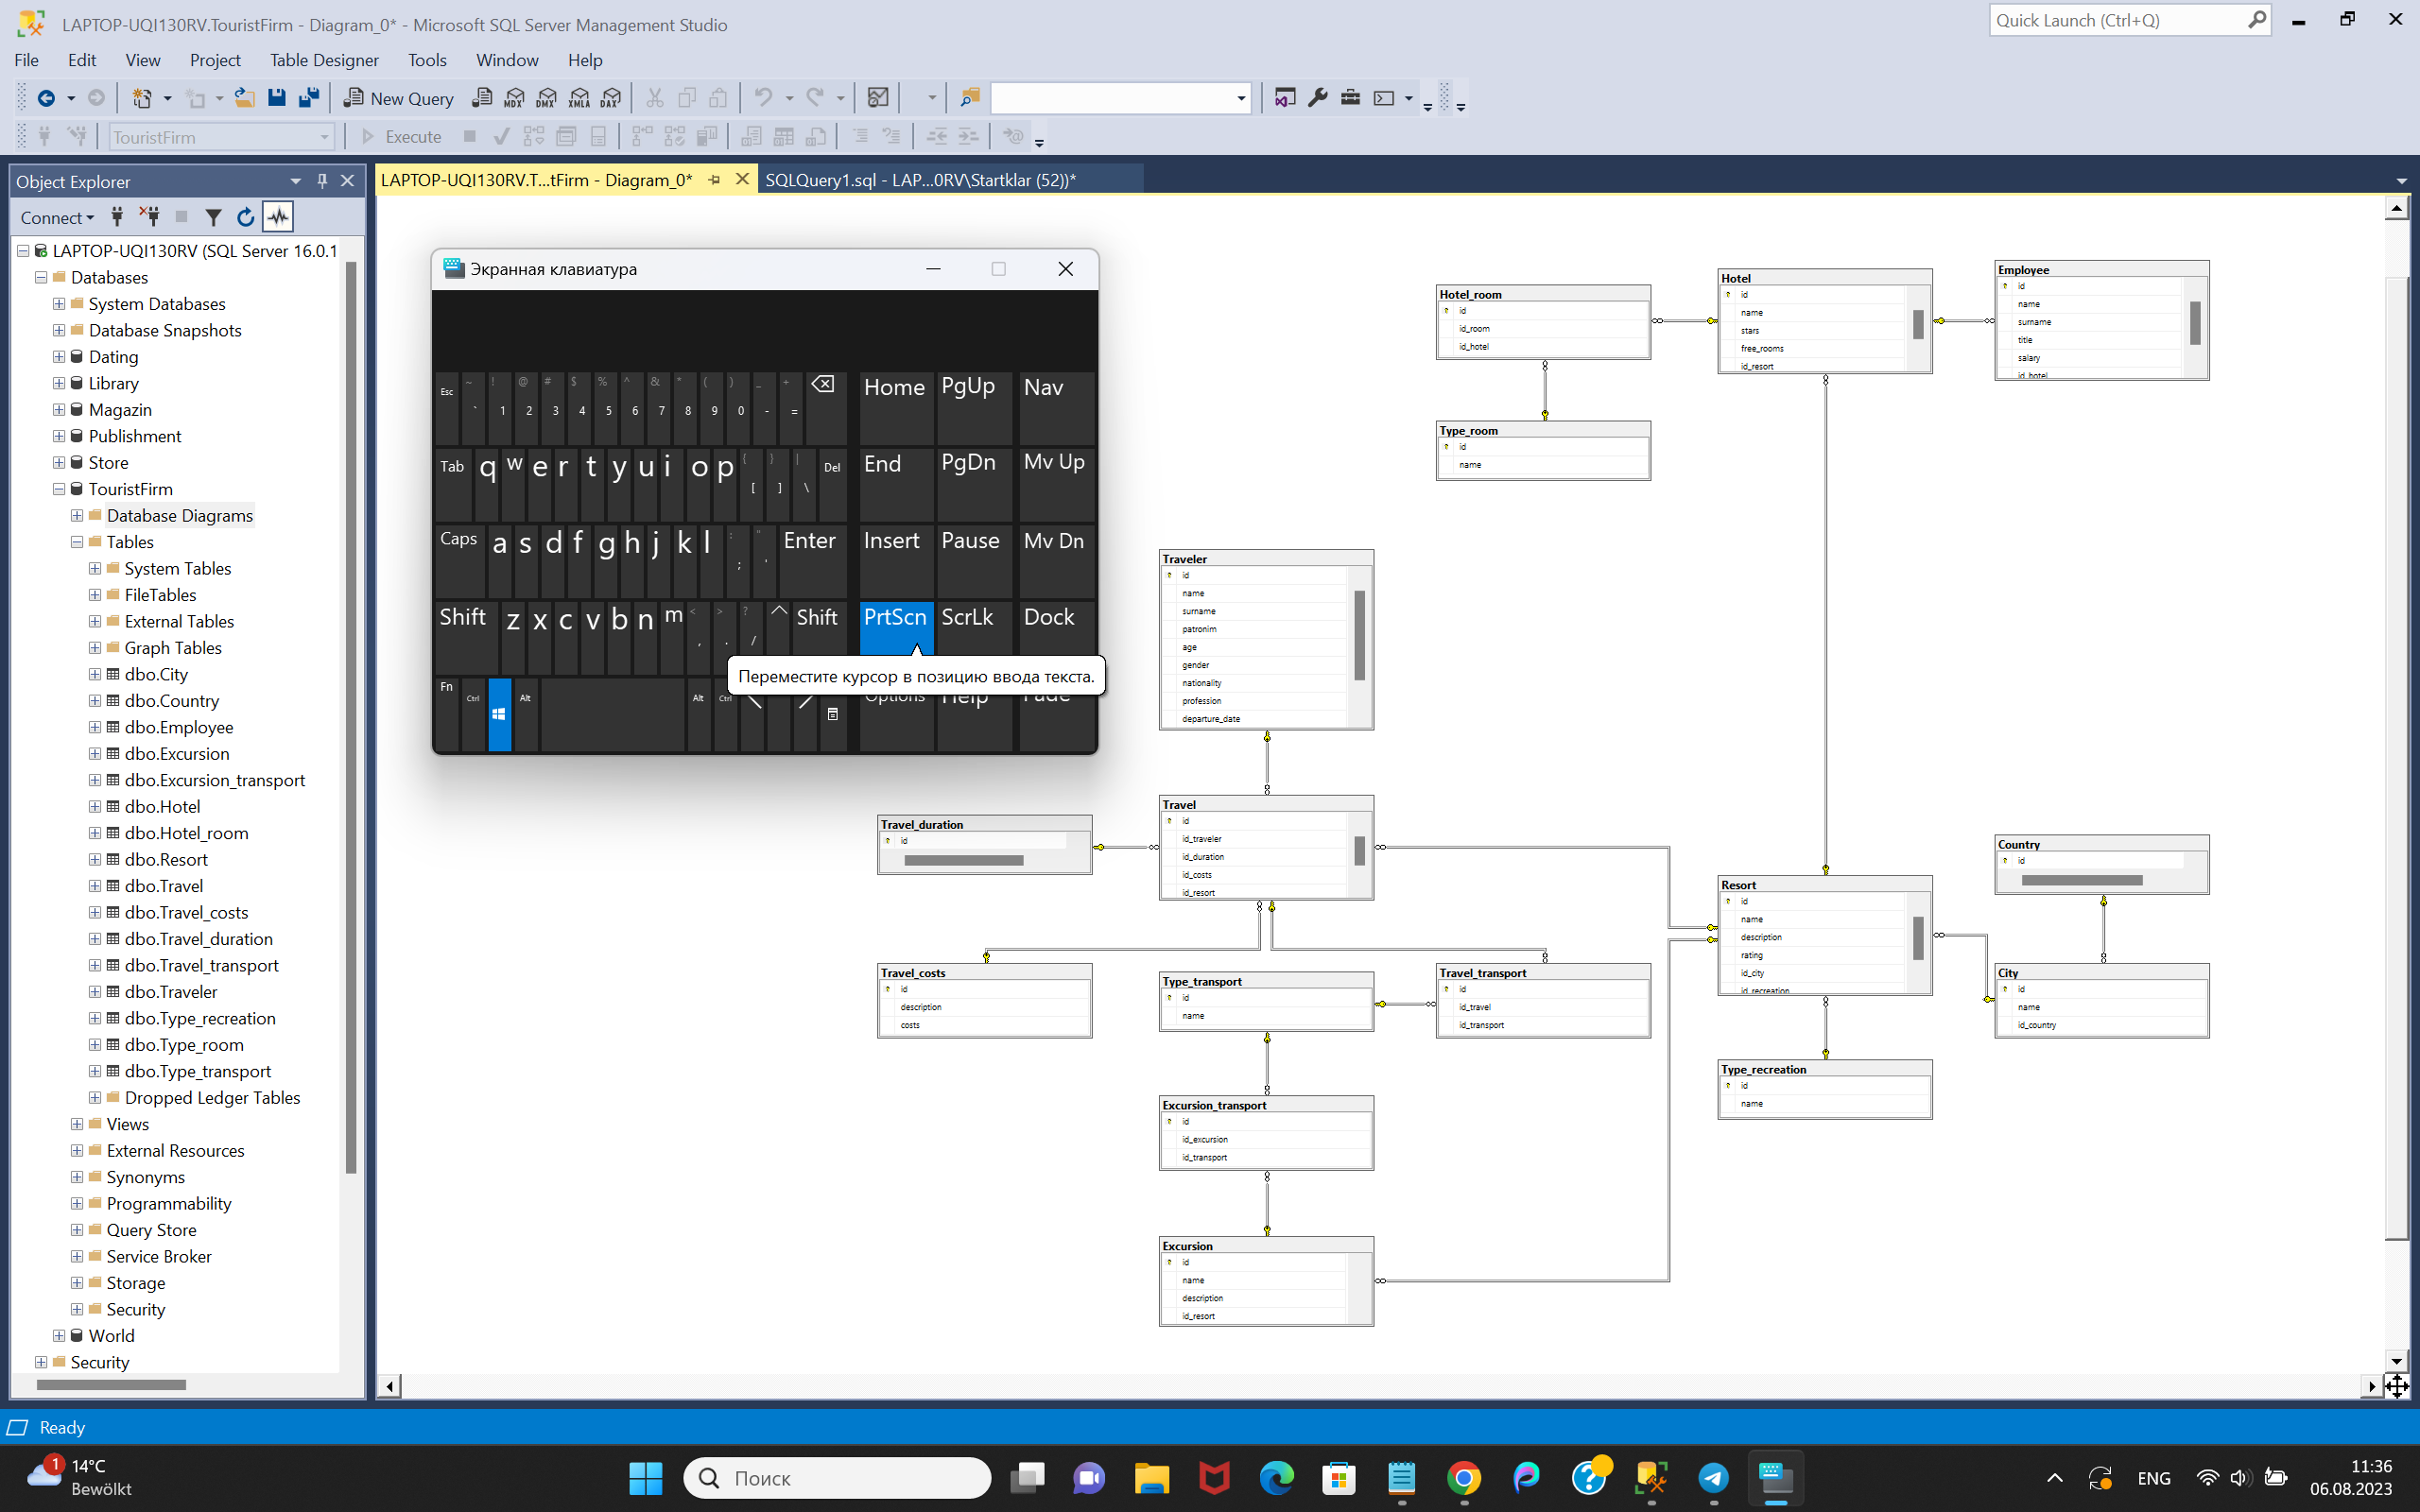 LAPTOP-UQI130RV.TouristFirm - Diagram_0* - Microsoft SQL Server Management Studio
Quick Launch (Ctrl+Q)
File Edit View Project Table Designer Tools Window Help
New Query MDX DMX XMLA DAX
TouristFirm Execute
Object Explorer
LAPTOP-UQI130RV.T...tFirm - Diagram_0* SQLQuery1.sql - LAP...0RV\Startklar (52))*
Connect
LAPTOP-UQI130RV (SQL Server 16.0.1
Databases
System Databases
Database Snapshots
Dating
Library
Magazin
Publishment
Store
TouristFirm
Database Diagrams
Tables
System Tables
FileTables
External Tables
Graph Tables
dbo.City
dbo.Country
dbo.Employee
dbo.Excursion
dbo.Excursion_transport
dbo.Hotel
dbo.Hotel_room
dbo.Resort
dbo.Travel
dbo.Travel_costs
dbo.Travel_duration
dbo.Travel_transport
dbo.Traveler
dbo.Type_recreation
dbo.Type_room
dbo.Type_transport
Dropped Ledger Tables
Views
External Resources
Synonyms
Programmability
Query Store
Service Broker
Storage
Security
World
Security
Экранная клавиатура
Esc ~ ` ! 1 @ 2 # 3 $ 4 % 5 ^ 6 & 7 * 8 ( 9 ) 0 _ - + = Home PgUp Nav
Tab q w e r t y u i o p { [ } ] | \ Del End PgDn Mv Up
Caps a s d f g h j k l : ; " ' Enter Insert Pause Mv Dn
Shift z x c v b n m < , > . ? / Shift PrtScn ScrLk Dock
Переместите курсор в позицию ввода текста.
Fn Ctrl Alt Alt Ctrl Options Help Fade
Hotel_room
id
id_room
id_hotel
Hotel
id
name
stars
free_rooms
id_resort
Employee
id
name
surname
title
salary
id_hotel
Type_room
id
name
Traveler
id
name
surname
patronim
age
gender
nationality
profession
departure_date
Travel_duration
id
Travel
id
id_traveler
id_duration
id_costs
id_resort
Country
id
Resort
id
name
description
rating
id_city
id_recreation
Travel_costs
id
description
costs
Type_transport
id
name
Travel_transport
id
id_travel
id_transport
City
id
name
id_country
Type_recreation
id
name
Excursion_transport
id
id_excursion
id_transport
Excursion
id
name
description
id_resort
Ready
1
14°C
Bewölkt
Поиск
ENG
11:36
06.08.2023